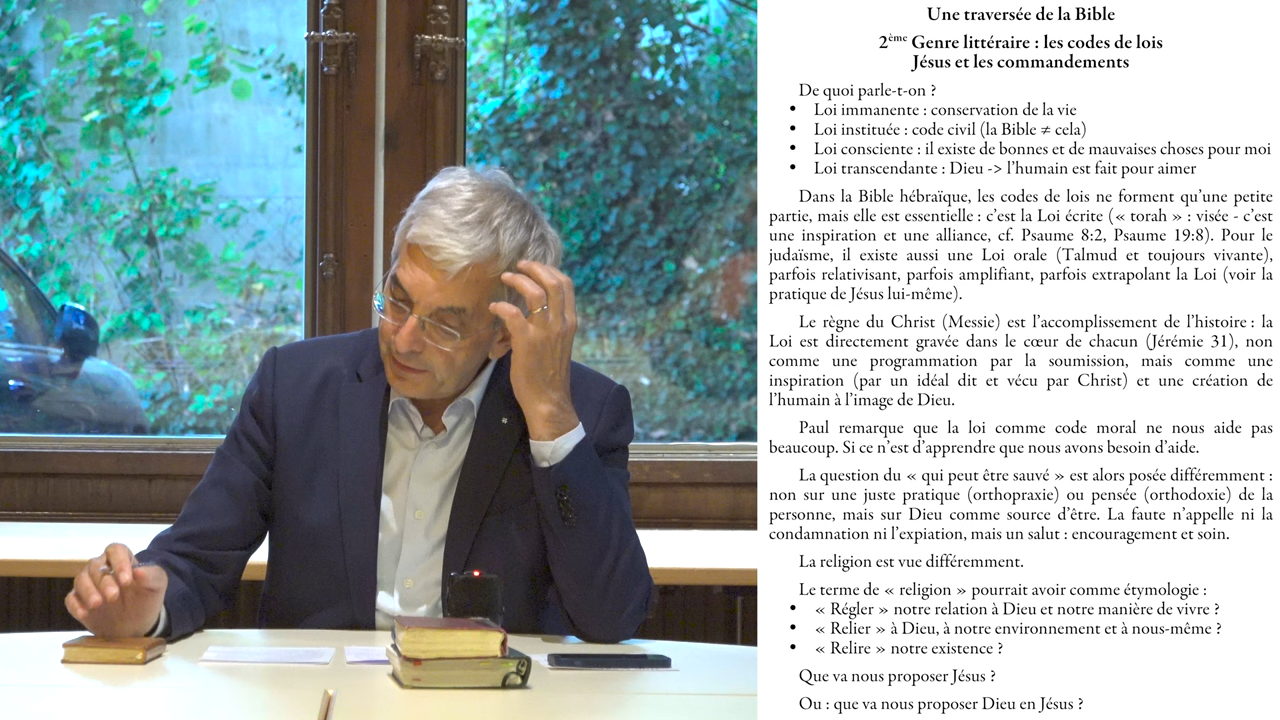 Une traversée de la Bible
2ème Genre littéraire : les codes de lois
Jésus et les commandements
De quoi parle-t-on ?
• Loi immanente : conservation de la vie
• Loi instituée : code civil (la Bible ≠ cela)
• Loi consciente : il existe de bonnes et de mauvaises choses pour moi
• Loi transcendante : Dieu -> l’humain est fait pour aimer
Dans la Bible hébraïque, les codes de lois ne forment qu’une petite
partie, mais elle est essentielle : c’est la Loi écrite (« torah » : visée - c’est
une inspiration et une alliance, cf. Psaume 8:2, Psaume 19:8). Pour le
judaïsme, il existe aussi une Loi orale (Talmud et toujours vivante),
parfois relativisant, parfois amplifiant, parfois extrapolant la Loi (voir la
pratique de Jésus lui-même).
Le règne du Christ (Messie) est l’accomplissement de l’histoire : la
Loi est directement gravée dans le cœur de chacun (Jérémie 31), non
comme une programmation par la soumission, mais comme une
inspiration (par un idéal dit et vécu par Christ) et une création de
l’humain à l’image de Dieu.
Paul remarque que la loi comme code moral ne nous aide pas
beaucoup. Si ce n’est d’apprendre que nous avons besoin d’aide.
La question du « qui peut être sauvé » est alors posée différemment :
non sur une juste pratique (orthopraxie) ou pensée (orthodoxie) de la
personne, mais sur Dieu comme source d’être. La faute n’appelle ni la
condamnation ni l’expiation, mais un salut : encouragement et soin.
La religion est vue différemment.
Le terme de « religion » pourrait avoir comme étymologie :
• « Régler » notre relation à Dieu et notre manière de vivre ?
• « Relier » à Dieu, à notre environnement et à nous-même ?
• « Relire » notre existence ?
Que va nous proposer Jésus ?
Ou : que va nous proposer Dieu en Jésus ?